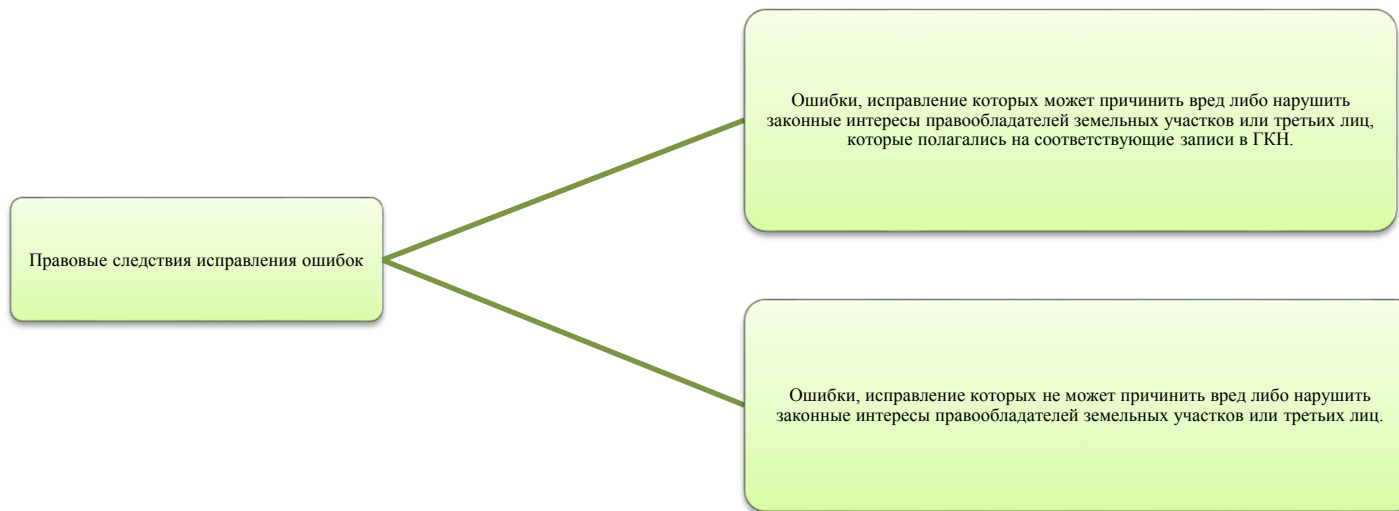 Ошибки, исправление которых может причинить вред либо нарушить
законные интересы правообладателей земельных участков или третьих лиц,
которые полагались на соответствующие записи в ГКН.
Правовые следствия исправления ошибок
Ошибки, исправление которых не может причинить вред либо нарушить
законные интересы правообладателей земельных участков или третьих лиц.